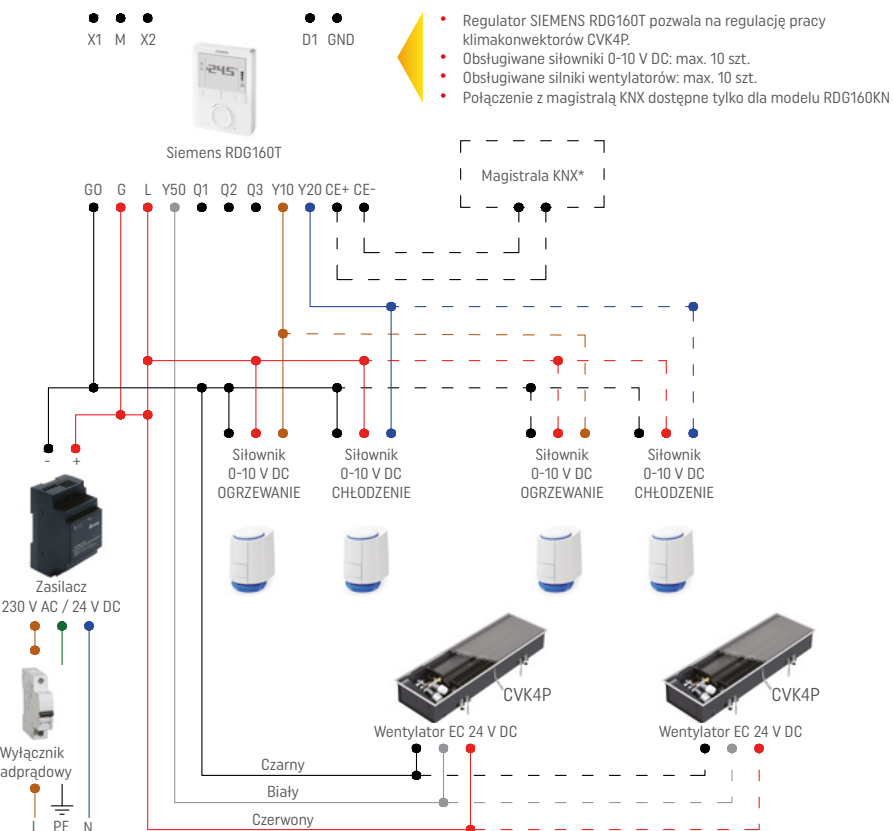 X1 M X2
D1 GND
• Regulator SIEMENS RDG160T pozwala na regulację pracy
klimakonwektorów CVK4P.
• Obsługiwane siłowniki 0-10 V DC: max. 10 szt.
• Obsługiwane silniki wentylatorów: max. 10 szt.
• Połączenie z magistralą KNX dostępne tylko dla modelu RDG160KN
24.5
Siemens RDG160T
Magistrala KNX*
G0 G L Y50 Q1 Q2 Q3 Y10 Y20 CE+ CE-
- +
Siłownik
0-10 V DC
OGRZEWANIE
Siłownik
0-10 V DC
CHŁODZENIE
Siłownik
0-10 V DC
OGRZEWANIE
Siłownik
0-10 V DC
CHŁODZENIE
Zasilacz
230 V AC / 24 V DC
CVK4P
CVK4P
Wentylator EC 24 V DC
Wentylator EC 24 V DC
Wyłącznik
adprądowy
Czarny
Biały
Czerwony
L PE N